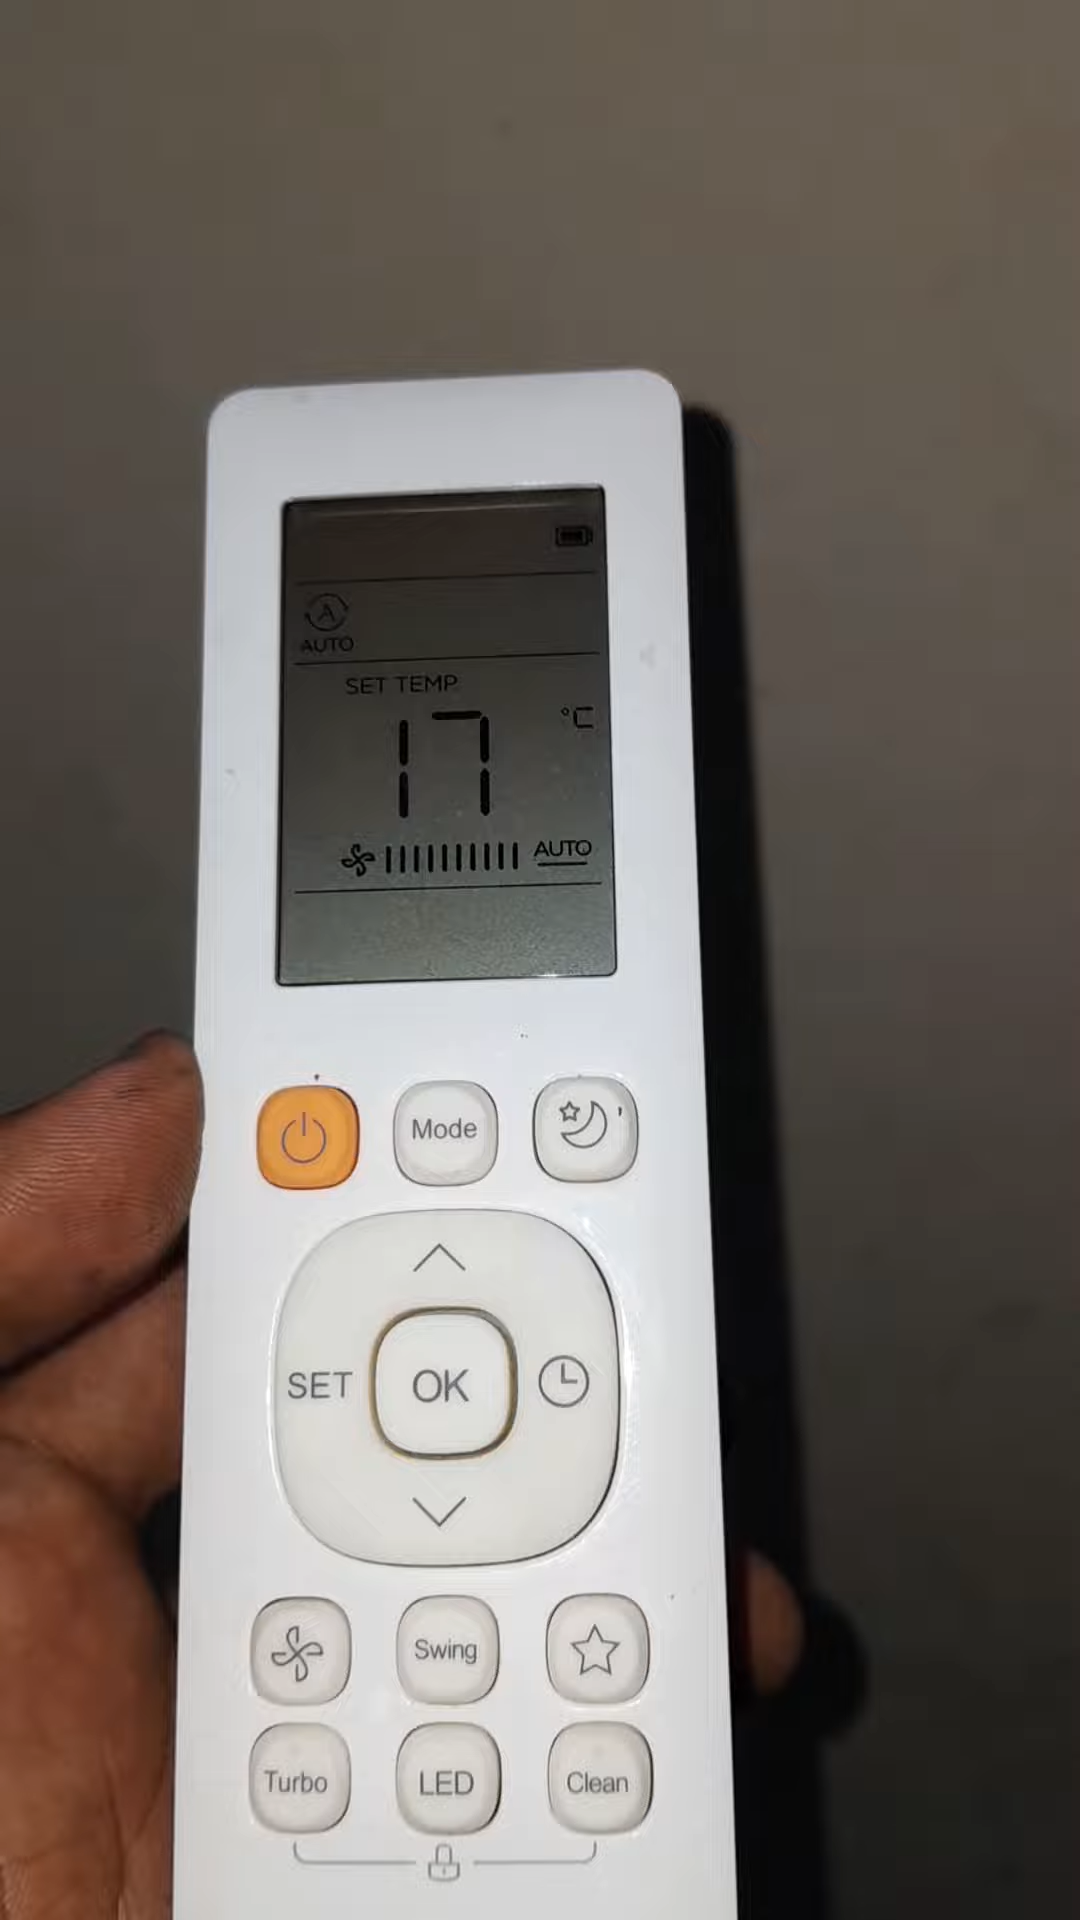 A
AUTO
SET TEMP
17 °C
AUTO
Mode
SET OK
Swing
Turbo LED Clean